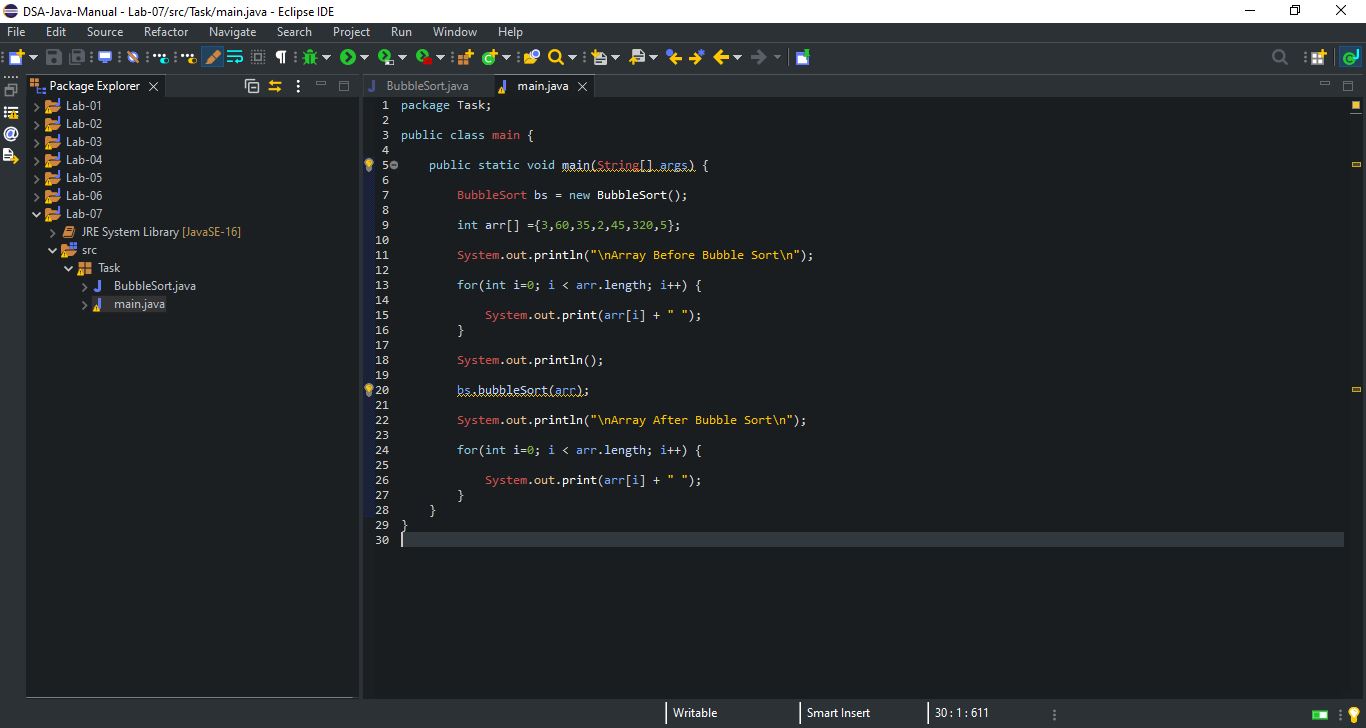 DSA-Java-Manual - Lab-07/src/Task/main.java - Eclipse IDE
File Edit Source Refactor Navigate Search Project Run Window Help
Package Explorer
Lab-01
Lab-02
Lab-03
Lab-04
Lab-05
Lab-06
Lab-07
JRE System Library [JavaSE-16]
src
Task
BubbleSort.java
main.java
BubbleSort.java main.java
1 package Task;
2
3 public class main {
4
5 public static void main(String[] args) {
6
7 BubbleSort bs = new BubbleSort();
8
9 int arr[] ={3,60,35,2,45,320,5};
10
11 System.out.println("\nArray Before Bubble Sort\n");
12
13 for(int i=0; i < arr.length; i++) {
14
15 System.out.print(arr[i] + " ");
16 }
17
18 System.out.println();
19
20 bs.bubbleSort(arr);
21
22 System.out.println("\nArray After Bubble Sort\n");
23
24 for(int i=0; i < arr.length; i++) {
25
26 System.out.print(arr[i] + " ");
27 }
28 }
29 }
30
Writable Smart Insert 30 : 1 : 611